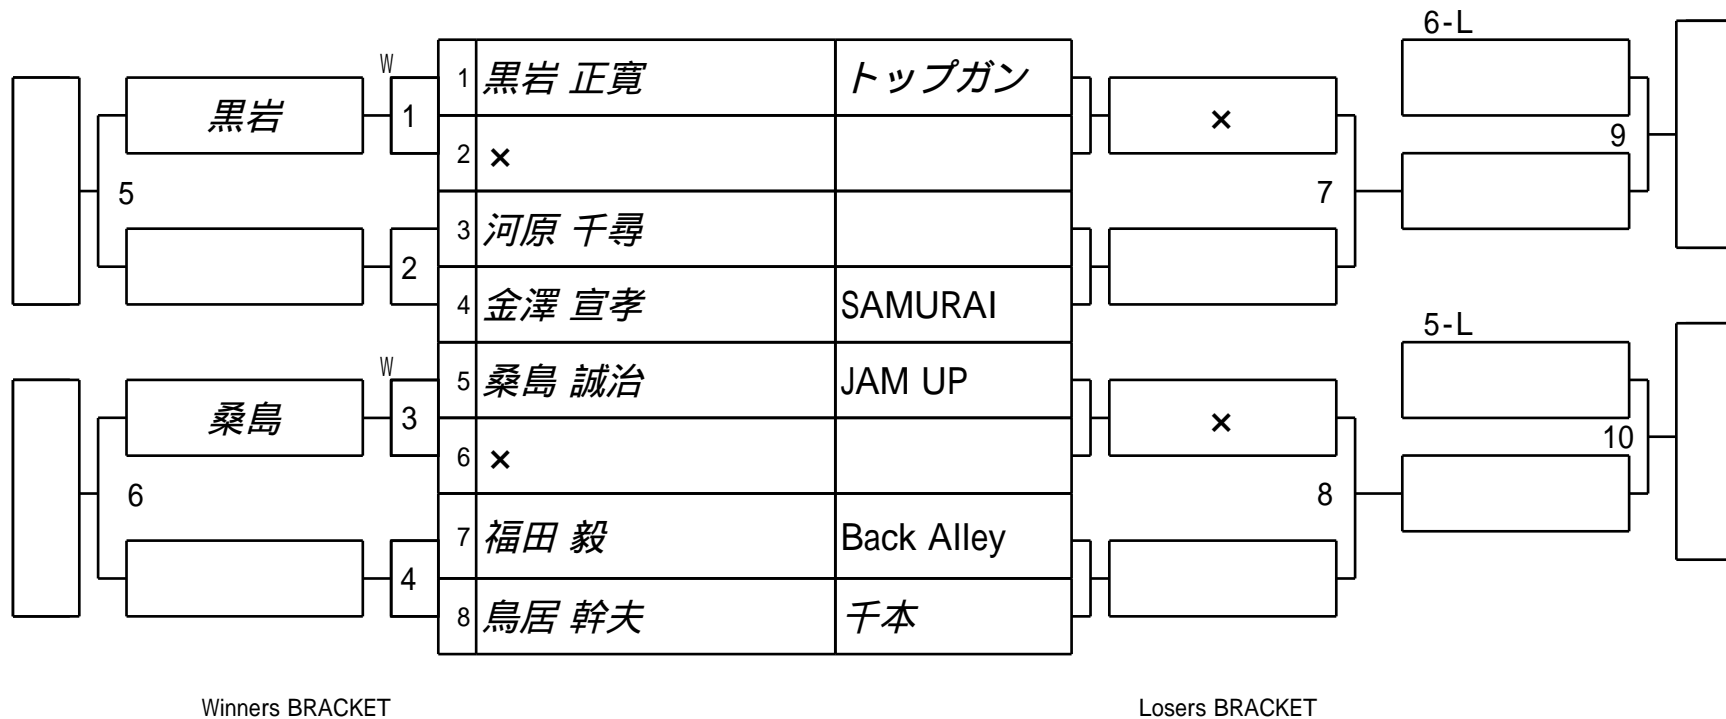 6-L
W
1 黒岩 正寛 トップガン
黒岩 1 ×
2 × 9
5 7
3 河原 千尋
2
4 金澤 宣孝 SAMURAI
5-L
W
5 桑島 誠治 JAM UP
桑島 3 ×
6 × 10
6 8
7 福田 毅 Back Alley
4
8 鳥居 幹夫 千本
Winners BRACKET Losers BRACKET